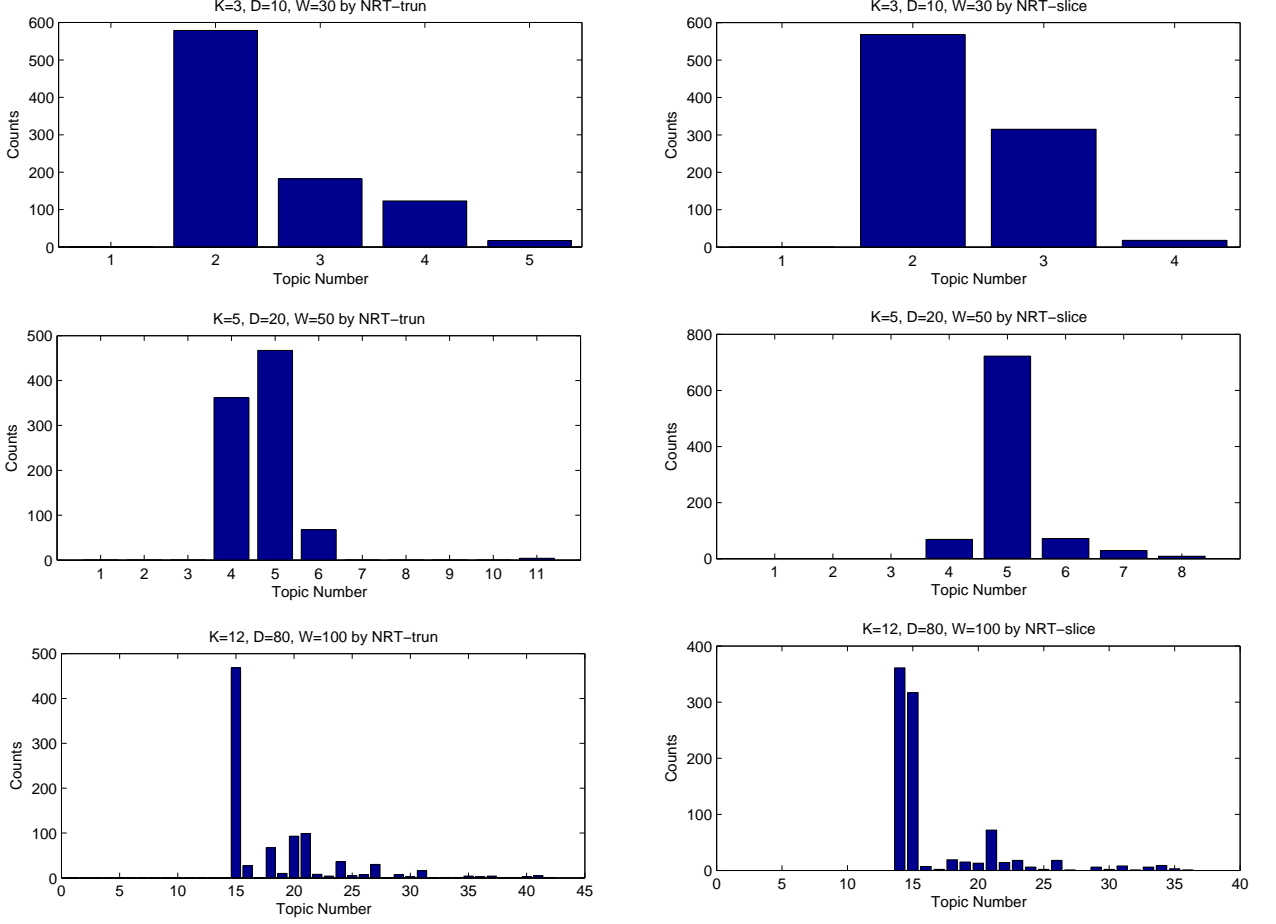 K=3, D=10, W=30 by NRT−trun
600
500
400
300
200
100
0
Counts
1 2 3 4 5
Topic Number
K=3, D=10, W=30 by NRT−slice
600
500
400
300
200
100
0
Counts
1 2 3 4
Topic Number
K=5, D=20, W=50 by NRT−trun
500
400
300
200
100
0
Counts
1 2 3 4 5 6 7 8 9 10 11
Topic Number
K=5, D=20, W=50 by NRT−slice
800
600
400
200
0
Counts
1 2 3 4 5 6 7 8
Topic Number
K=12, D=80, W=100 by NRT−trun
500
400
300
200
100
0
Counts
0 5 10 15 20 25 30 35 40 45
Topic Number
K=12, D=80, W=100 by NRT−slice
400
300
200
100
0
Counts
0 5 10 15 20 25 30 35 40
Topic Number